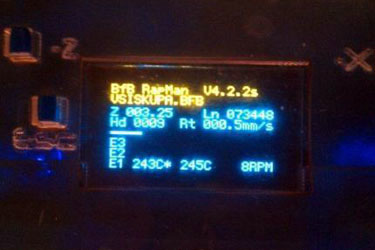 -Z
-X
BfB RapMan V4.2.2s
VSISKUPA.BFB
Z 003.25 Ln 073448
Hd 0009 Rt 000.5mm/s
E3
E2
E1 243C* 245C 8RPM
ESC